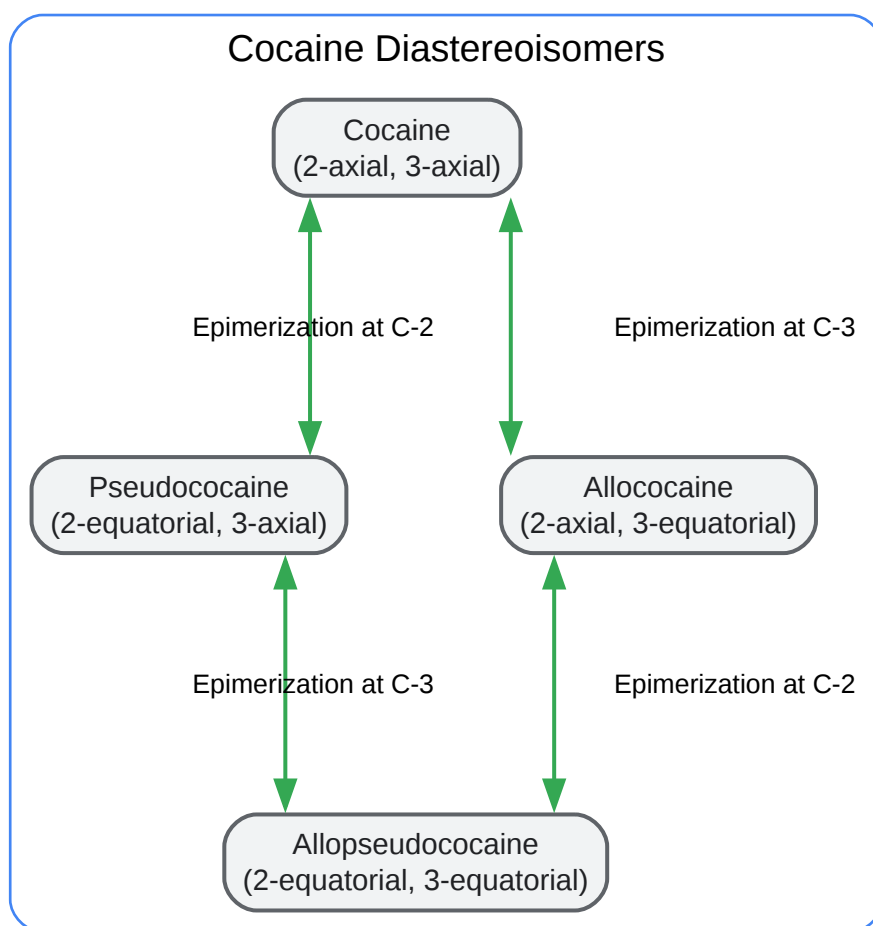 Cocaine Diastereoisomers
Cocaine
(2-axial, 3-axial)
Epimerization at C-2
Epimerization at C-3
Pseudococaine
(2-equatorial, 3-axial)
Allococaine
(2-axial, 3-equatorial)
Epimerization at C-3
Epimerization at C-2
Allopseudococaine
(2-equatorial, 3-equatorial)